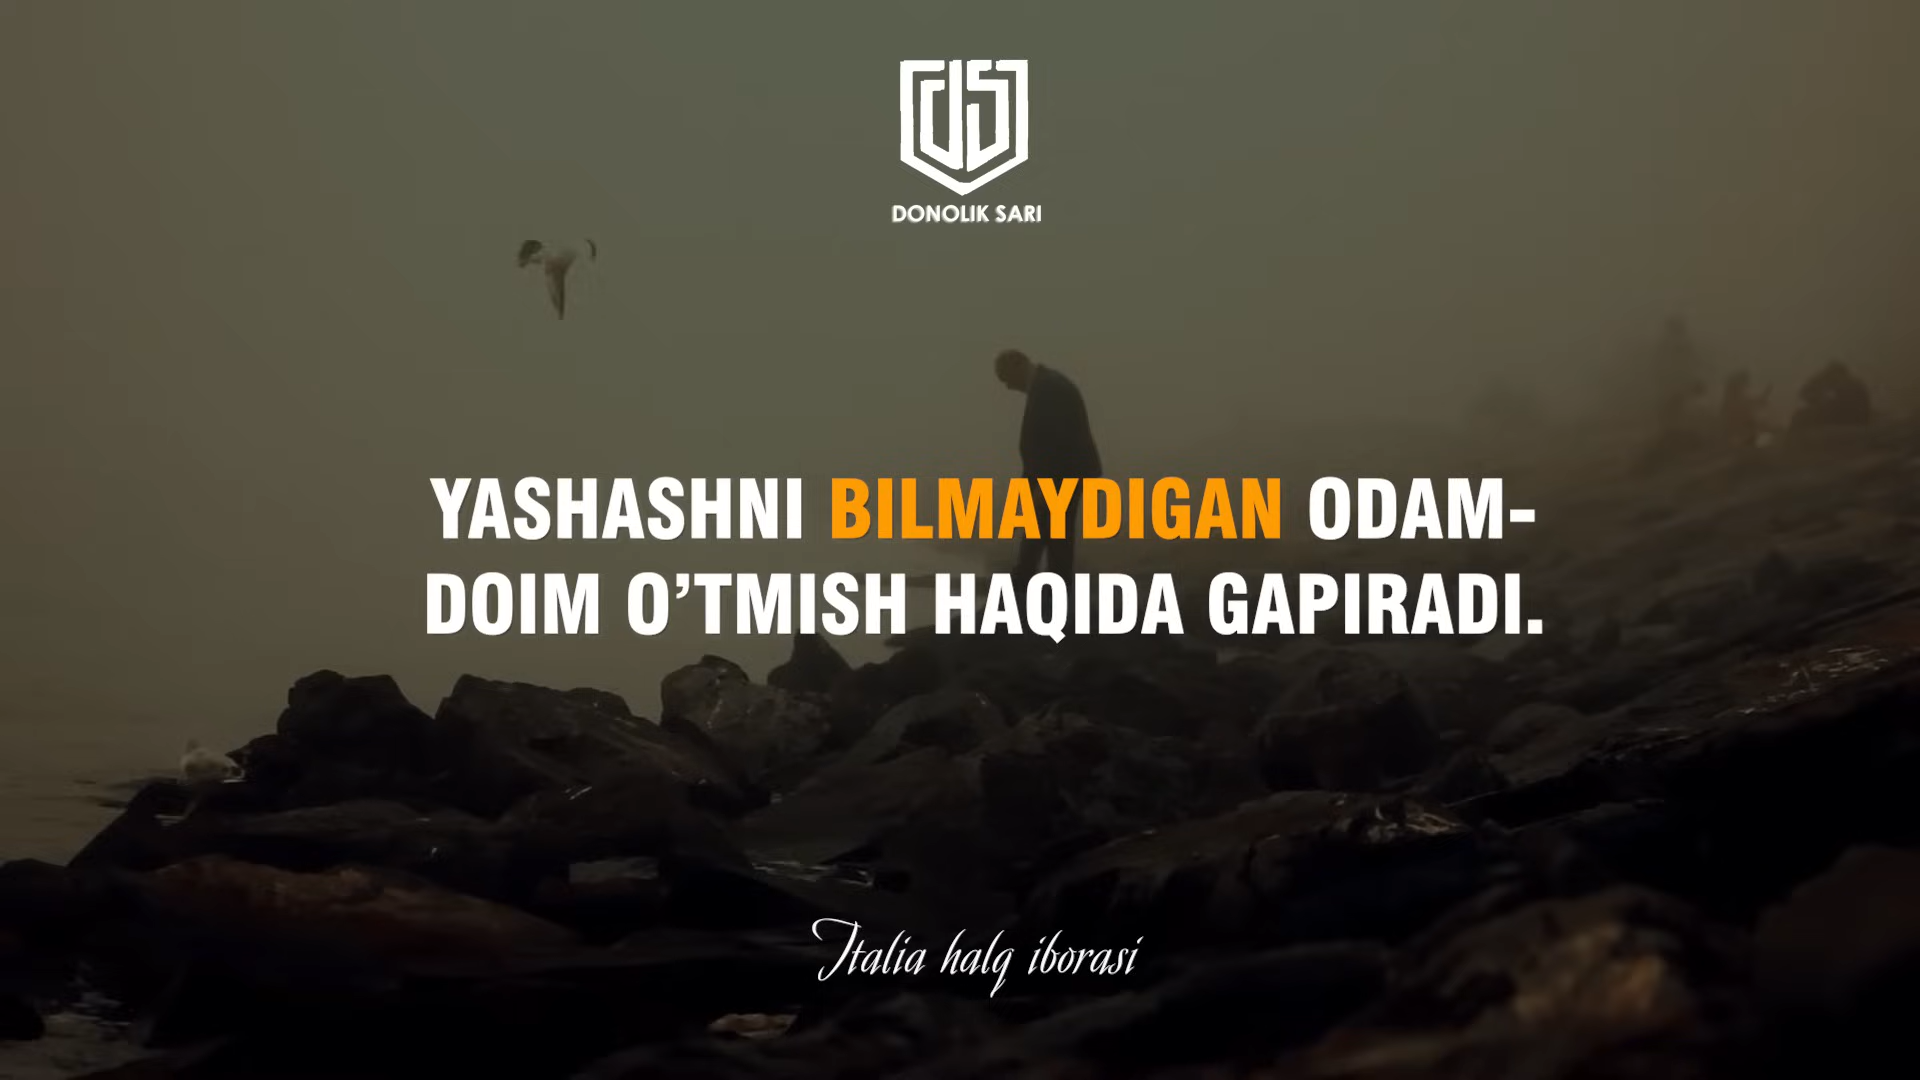 DONOLIK SARI
YASHASHNI BILMAYDIGAN ODAM-
DOIM O’TMISH HAQIDA GAPIRADI.
Italia halq iborasi